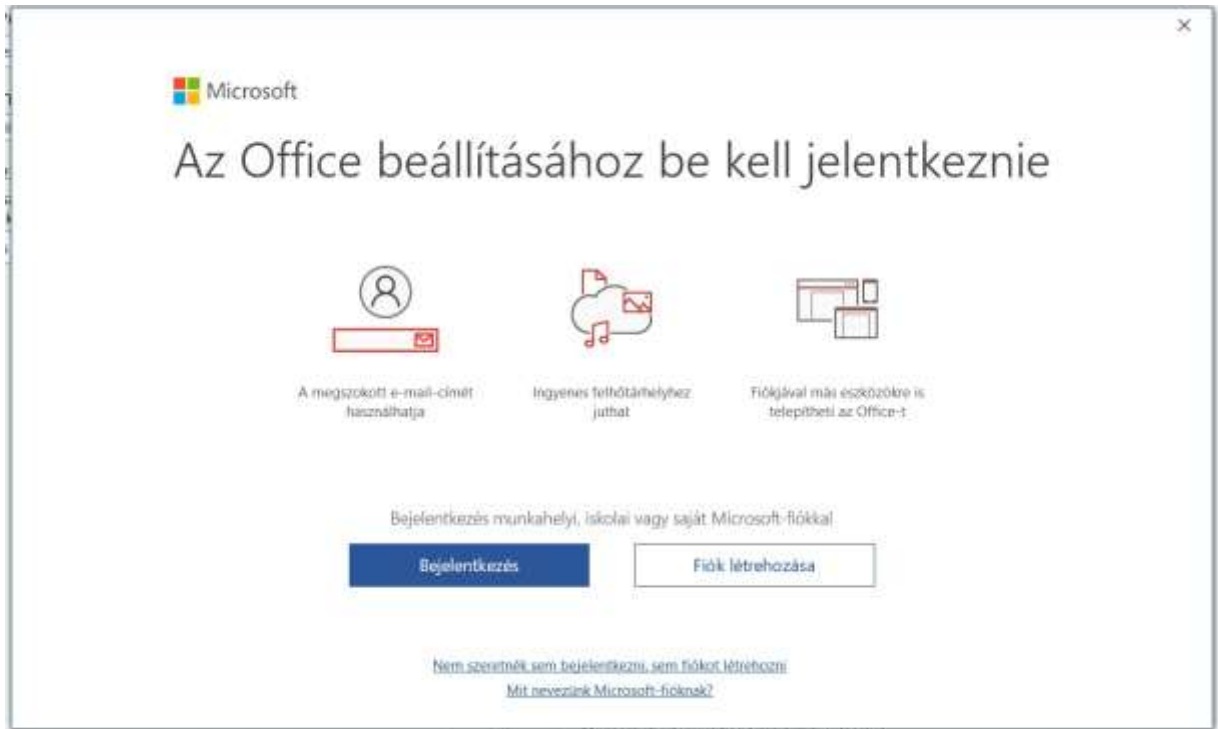 Microsoft
Az Office beállításához be kell jelentkeznie
A megszokott e-mail-címét
használhatja
Ingyenes felhőtárhelyhez
juthat
Fiókjával más eszközökre is
telepítheti az Office-t
Bejelentkezés munkahelyi, iskolai vagy saját Microsoft-fiókkal
Bejelentkezés
Fiók létrehozása
Nem szeretnék sem bejelentkezni, sem fiókot létrehozni
Mit nevezünk Microsoft-fióknak?